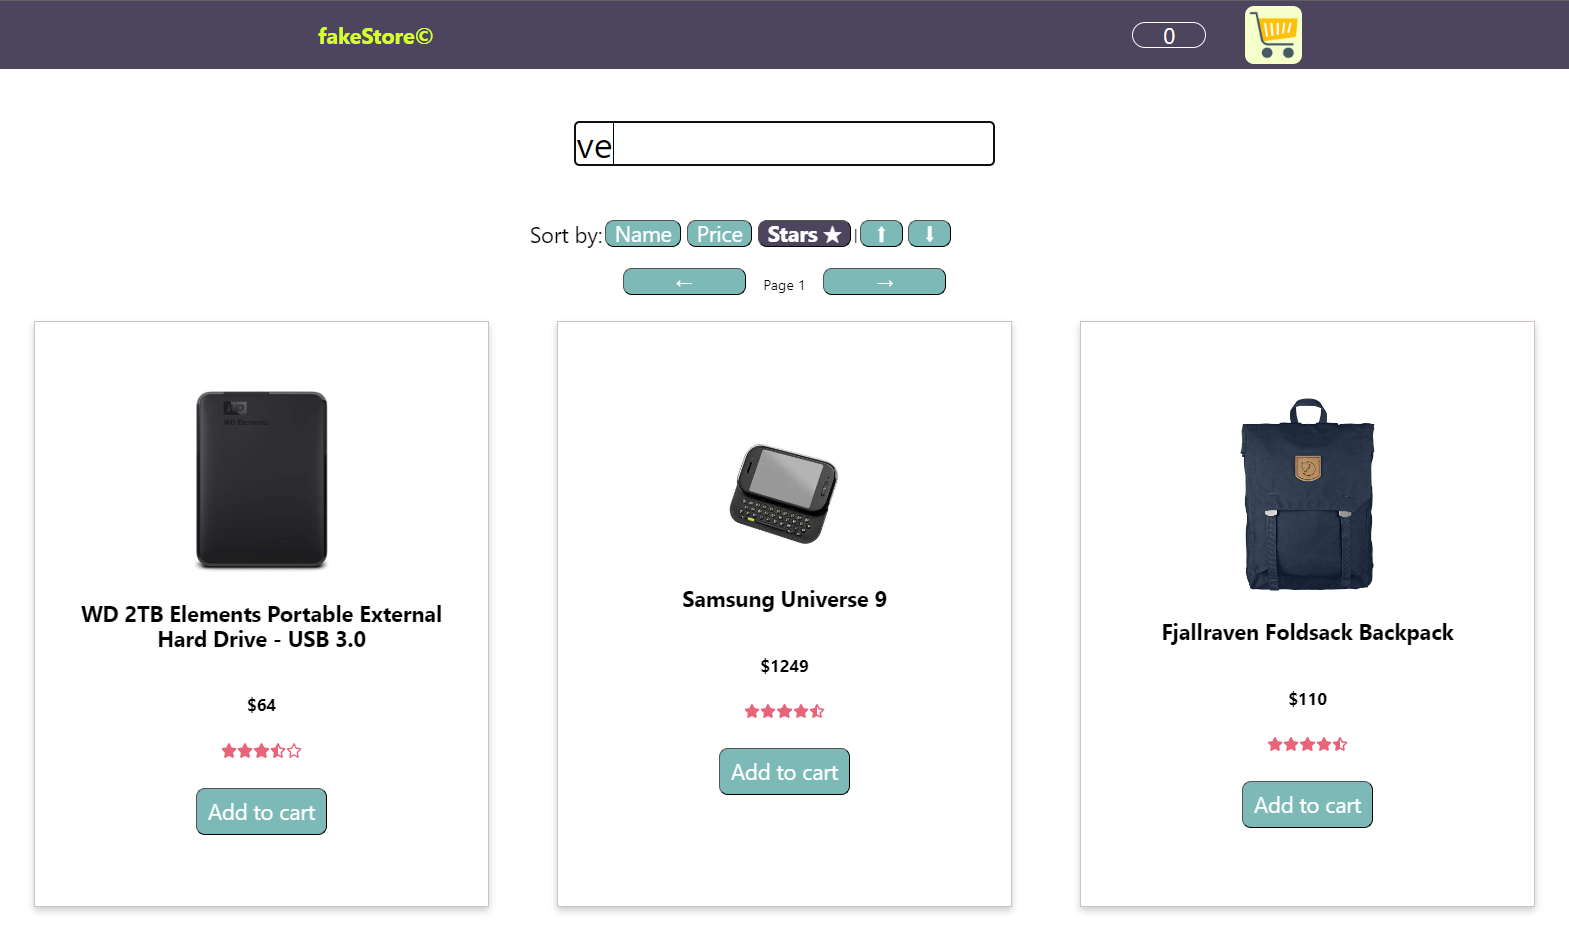 fakeStore©
0
ve
Sort by: Name Price Stars ★ | ⬆ ⬇
← Page 1 →
WD Elements
WD 2TB Elements Portable External
Hard Drive - USB 3.0
$64
Add to cart
Samsung Universe 9
$1249
Add to cart
Fjallraven Foldsack Backpack
$110
Add to cart